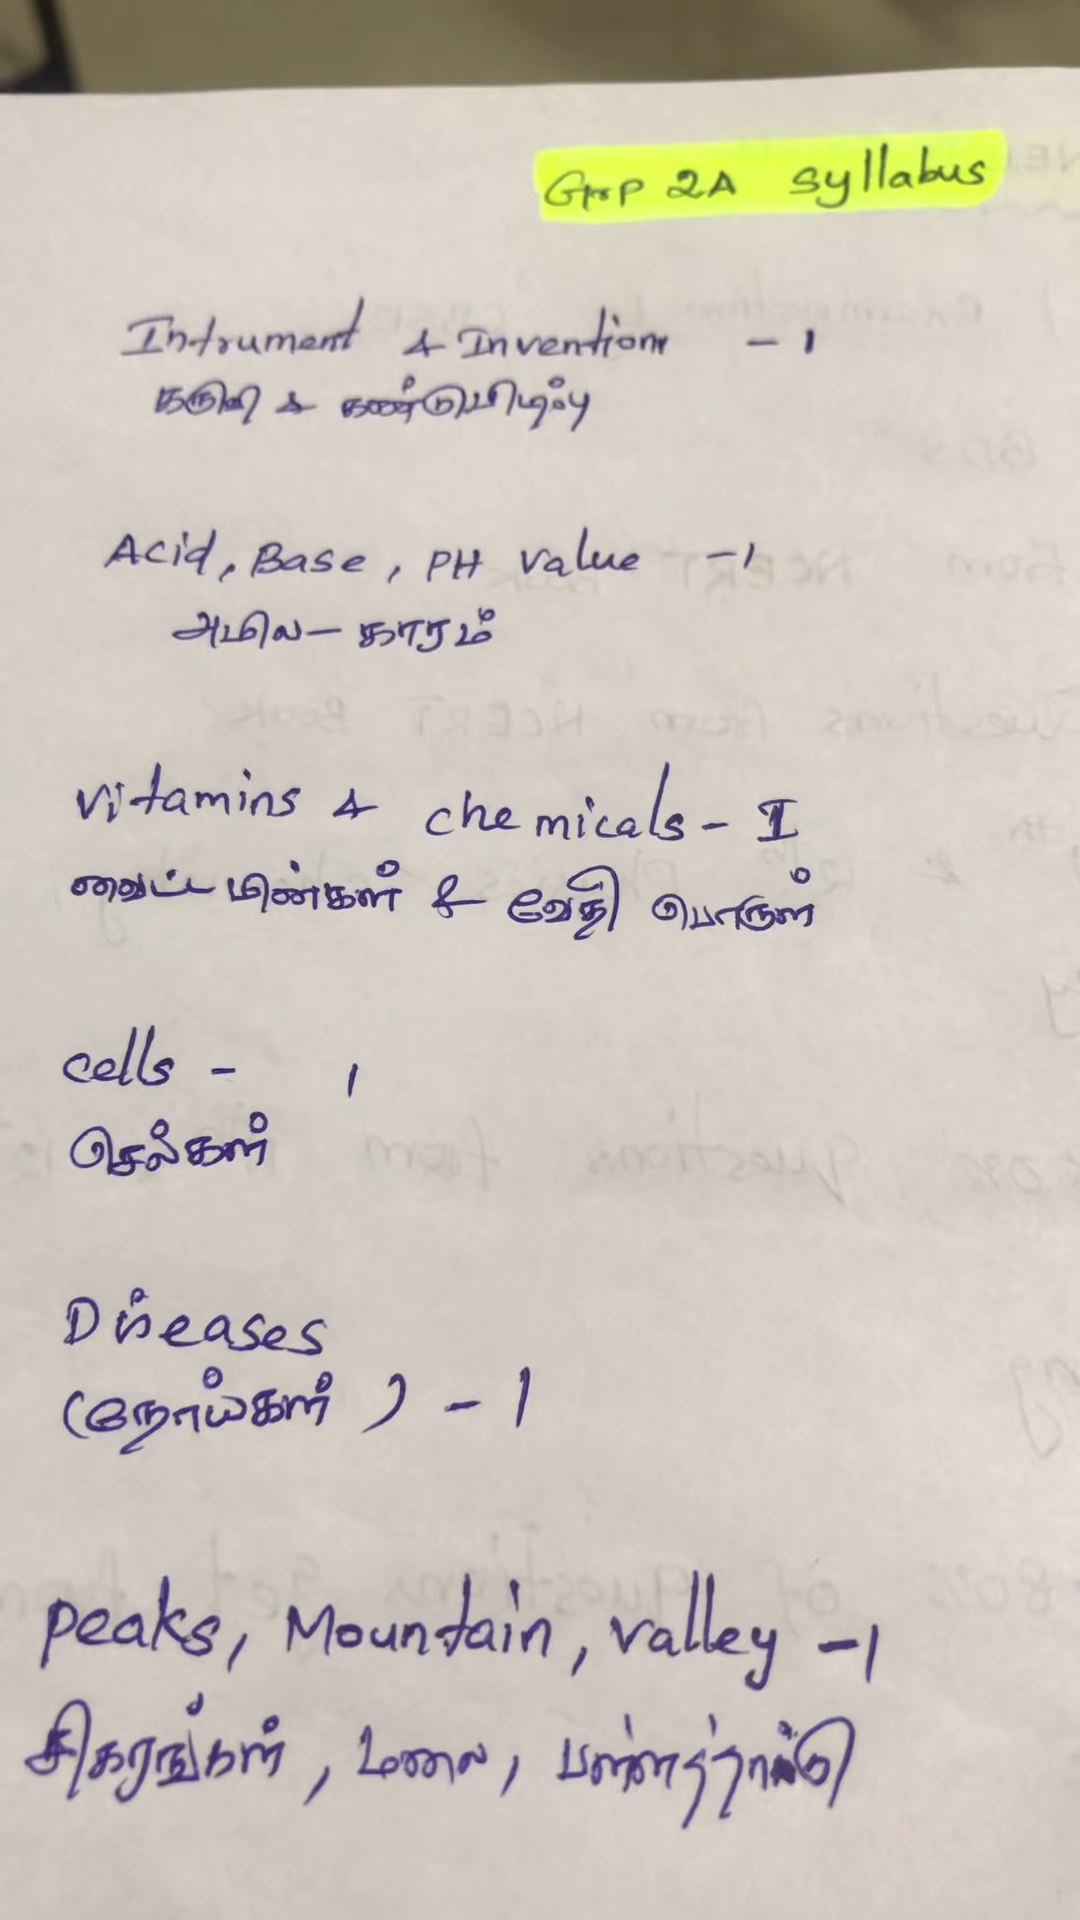 Grp 2A syllabus
Intrument & Invention - 1
கருவி & கண்டுபிடிப்பு
Acid, Base, PH value - 1
அமில - காரம்
vitamins & chemicals - I
வைட்டமின்கள் & வேதி பொருள்
cells - 1
செல்கள்
Diseases
(நோய்கள்) - 1
peaks, Mountain, valley - 1
சிகரங்கள், மலை, பள்ளத்தாக்கு